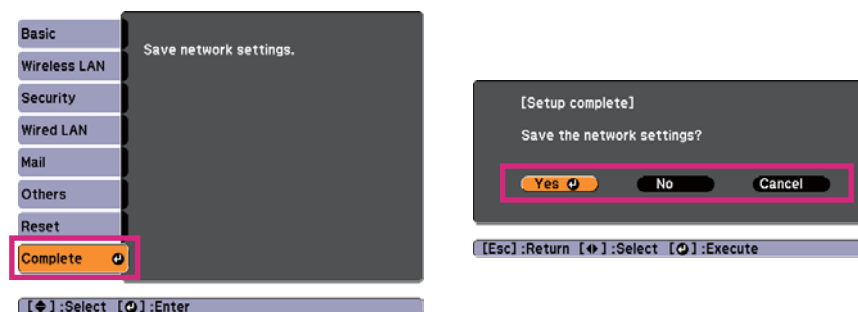 Basic
Save network settings.
Wireless LAN
Security
Wired LAN
Mail
Others
Reset
Complete
[◆] :Select [⏎] :Enter
[Setup complete]
Save the network settings?
Yes ⏎ No Cancel
[Esc] :Return [◆] :Select [⏎] :Execute